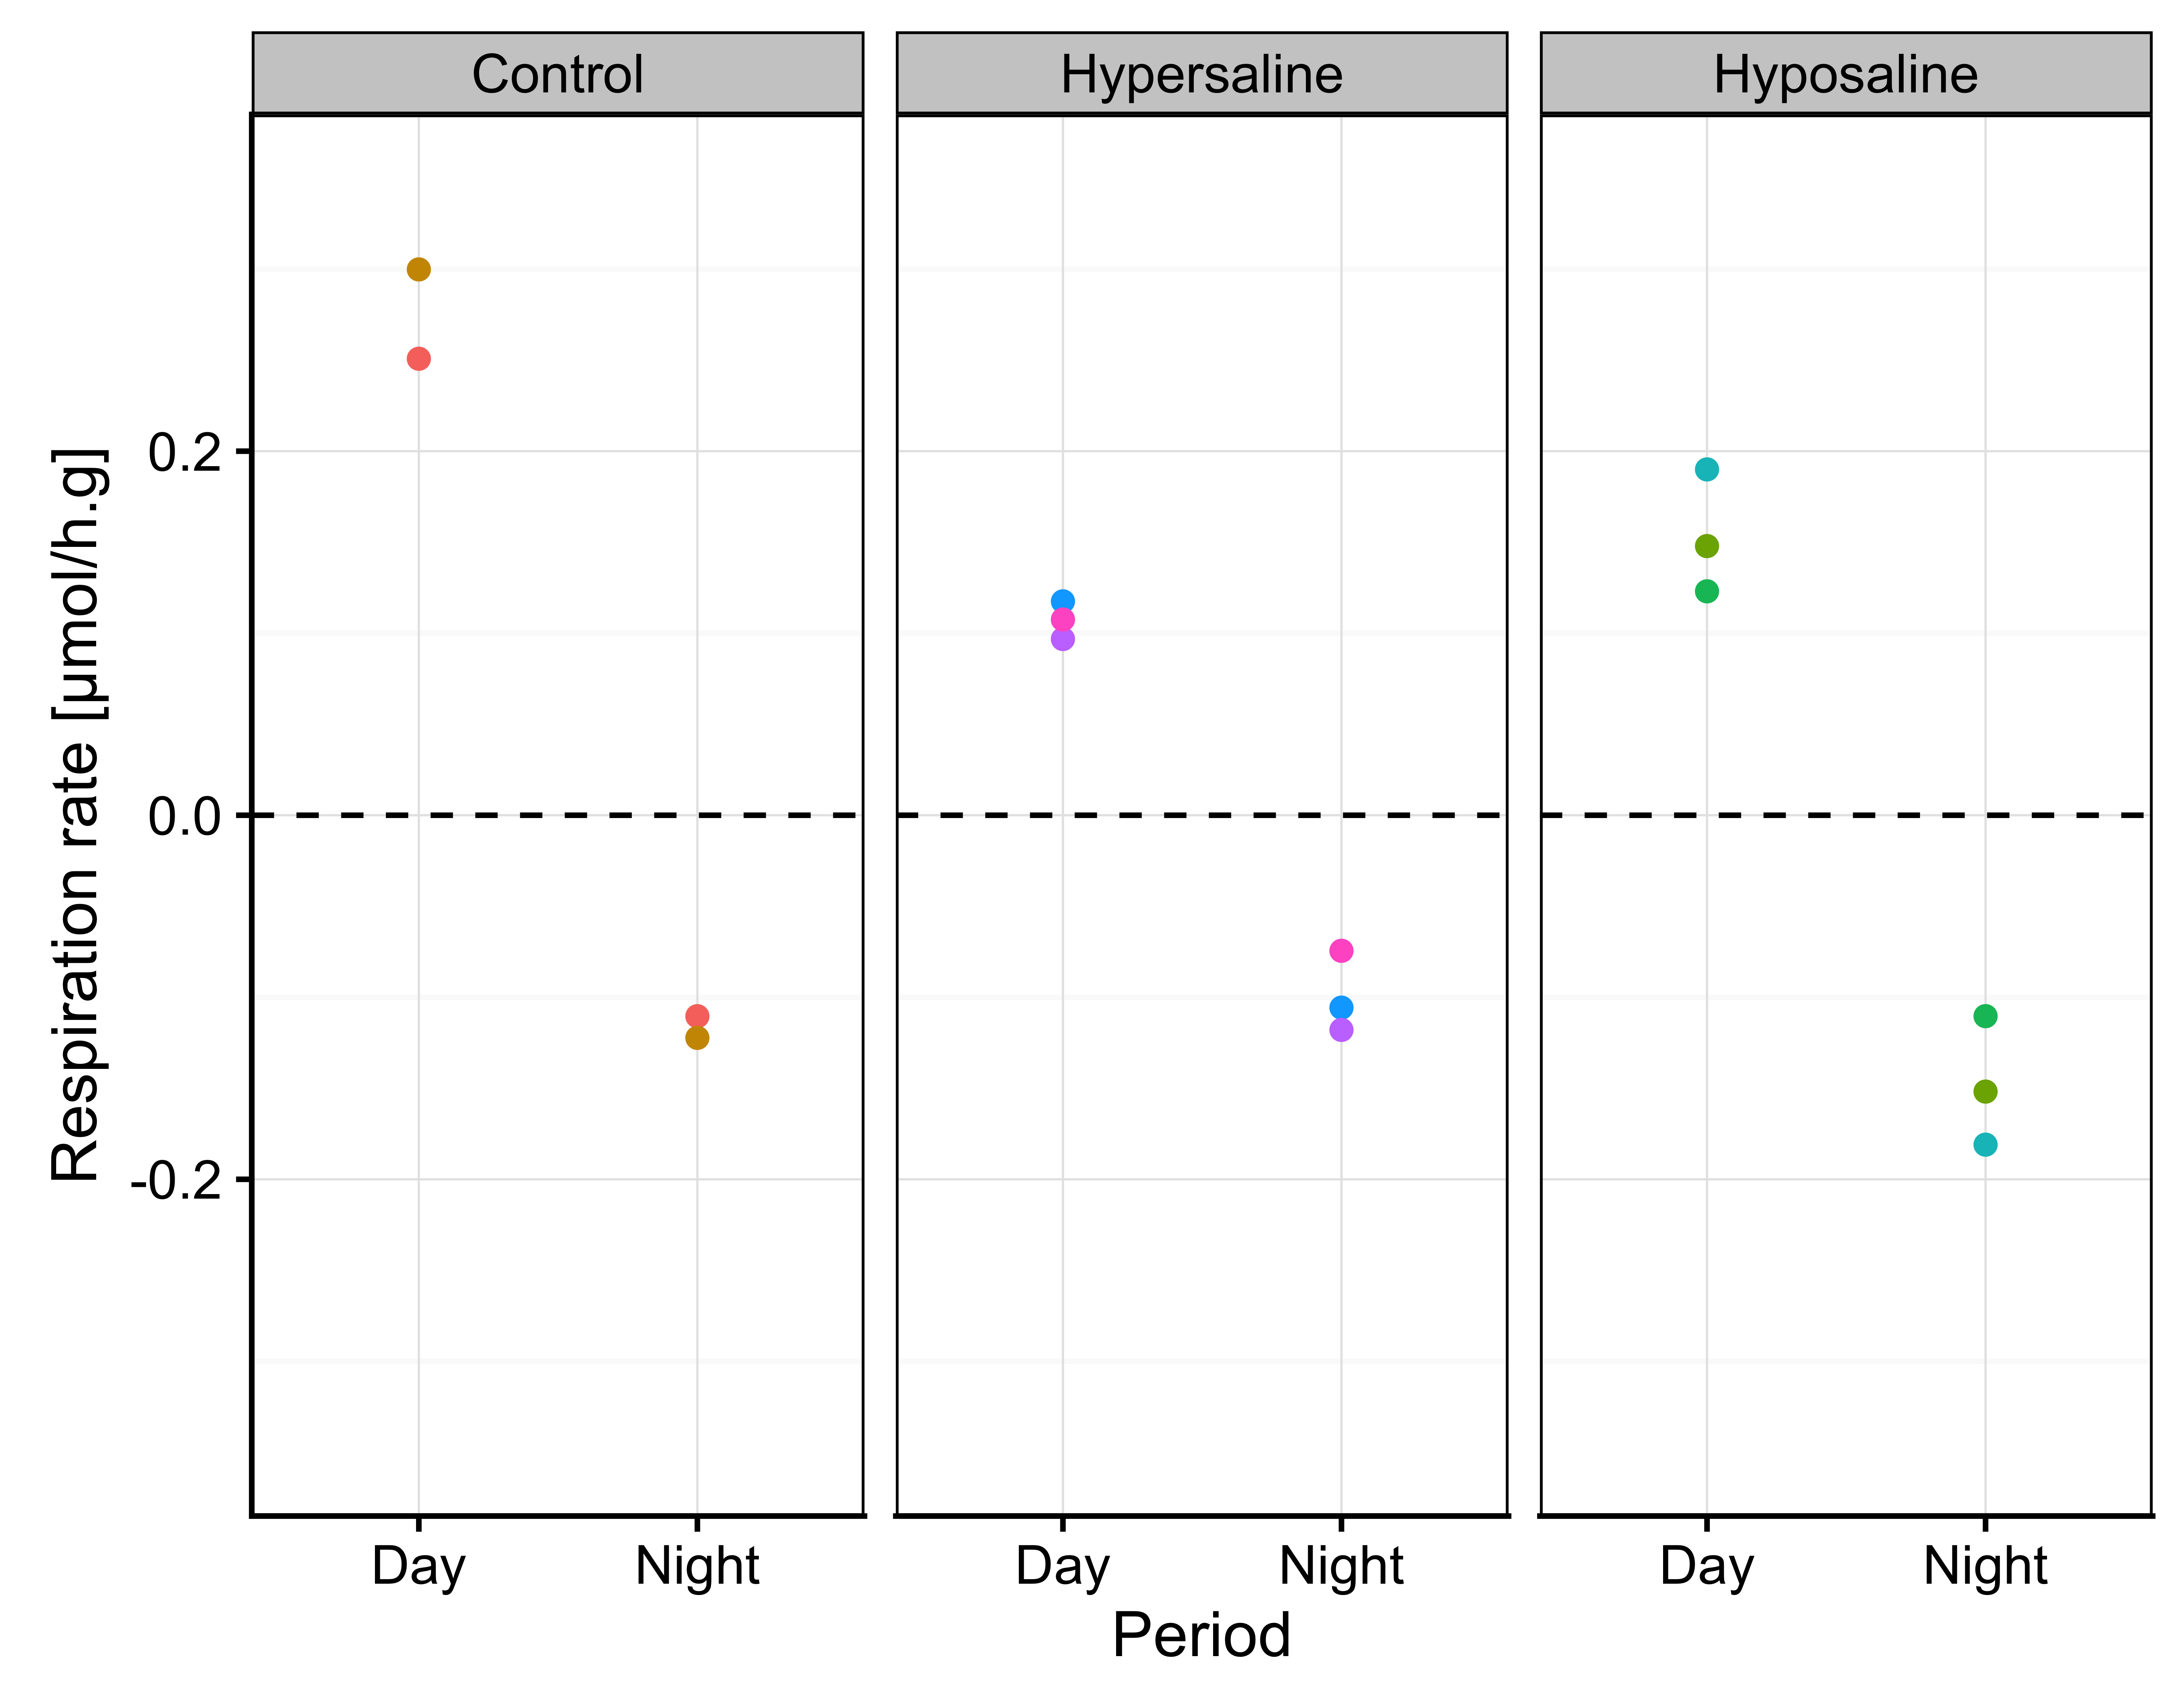 Control
Hypersaline
Hyposaline
Respiration rate [µmol/h.g]
0.2
0.0
-0.2
Day
Night
Day
Night
Day
Night
Period